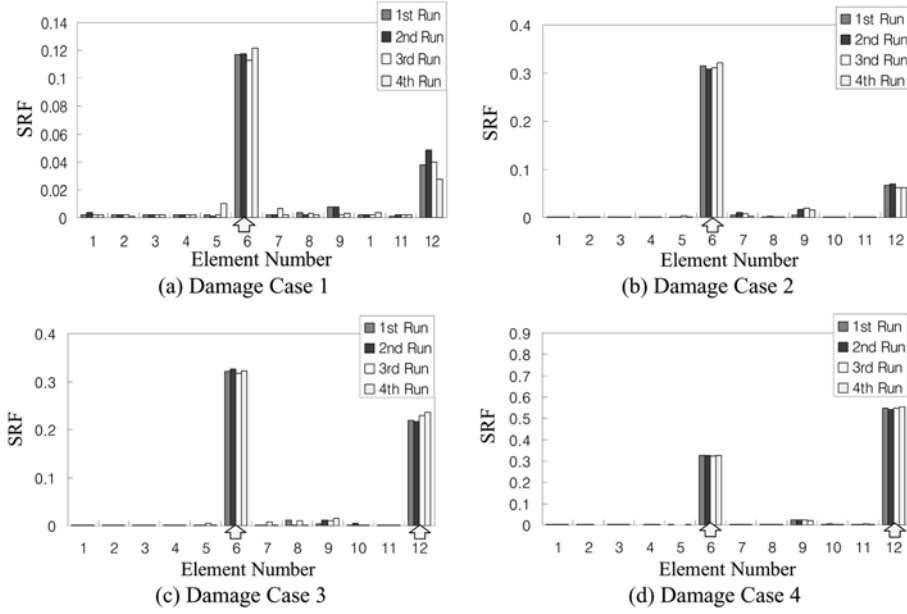 0.14
0.12
0.1
0.08
0.06
0.04
0.02
0
SRF
1st Run
2nd Run
3rd Run
4th Run
1 2 3 4 5 6 7 8 9 1 11 12
Element Number
(a) Damage Case 1
0.4
0.3
0.2
0.1
0
SRF
1st Run
2nd Run
3nd Run
4th Run
1 2 3 4 5 6 7 8 9 10 11 12
Element Number
(b) Damage Case 2
0.4
0.3
0.2
0.1
0
SRF
1st Run
2nd Run
3rd Run
4th Run
1 2 3 4 5 6 7 8 9 10 11 12
Element Number
(c) Damage Case 3
0.9
0.8
0.7
0.6
0.5
0.4
0.3
0.2
0.1
0
SRF
1st Run
2nd Run
3rd Run
4th Run
1 2 3 4 5 6 7 8 9 10 11 12
Element Number
(d) Damage Case 4